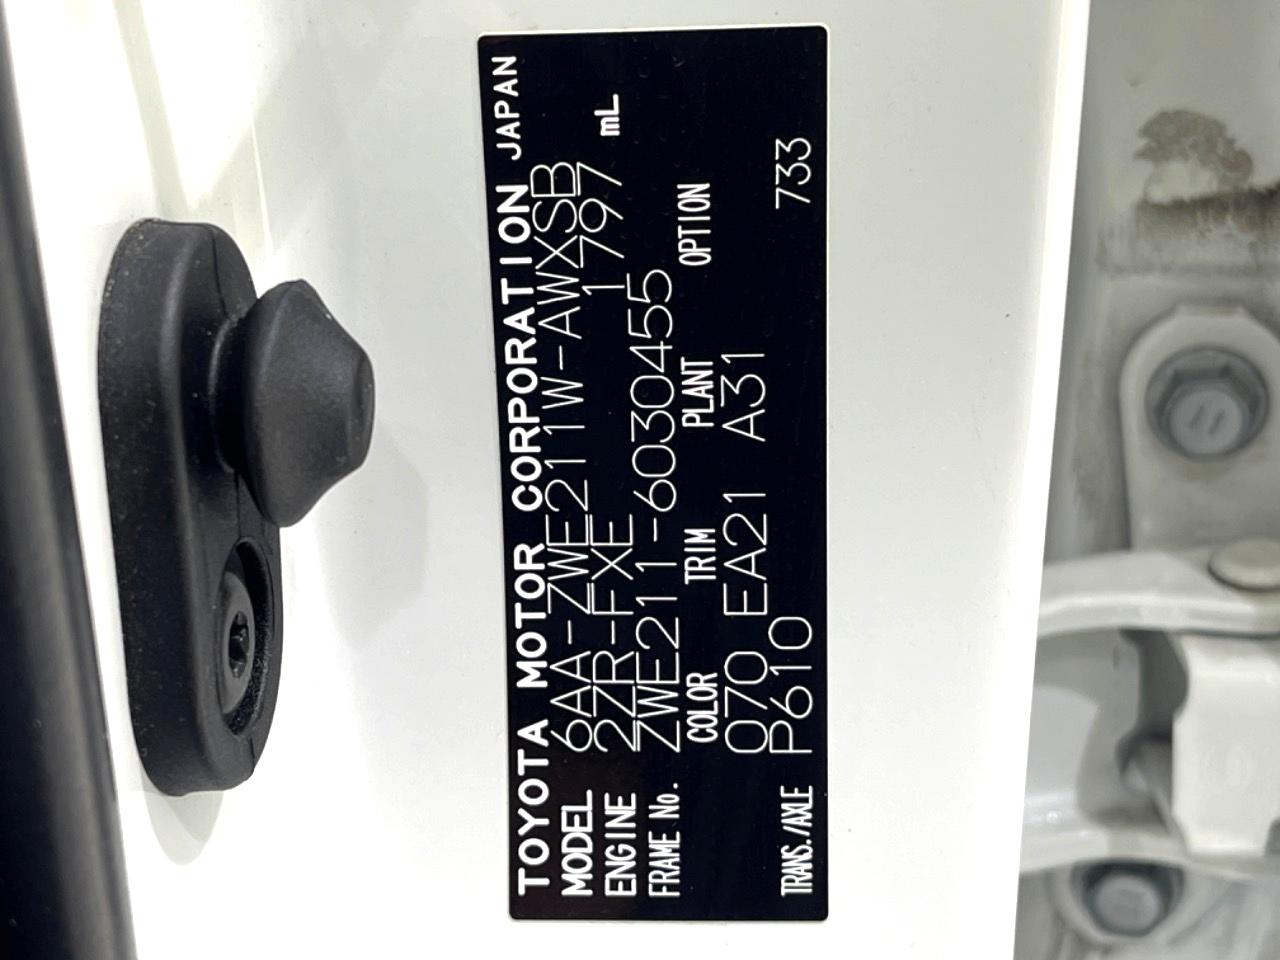 TOYOTA MOTOR CORPORATION JAPAN
MODEL 6AA-ZWE211W-AWXSB
ENGINE 2ZR-FXE 1797 mL
FRAME No. ZWE211-6030455
COLOR TRIM PLANT OPTION
070 EA21 A31
TRANS./AXLE P610 733